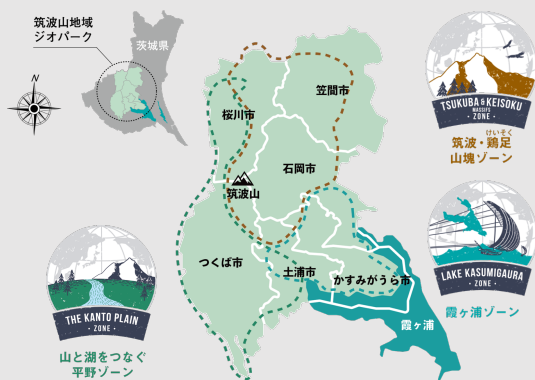 筑波山地域
ジオパーク
茨城県
N
桜川市
笠間市
石岡市
筑波山
つくば市
土浦市
かすみがうら市
霞ヶ浦
TSUKUBA & KEISOKU
MASSIFS
ZONE
けいそく
筑波・鶏足
山塊ゾーン
LAKE KASUMIGAURA
ZONE
霞ヶ浦ゾーン
THE KANTO PLAIN
ZONE
山と湖をつなぐ
平野ゾーン